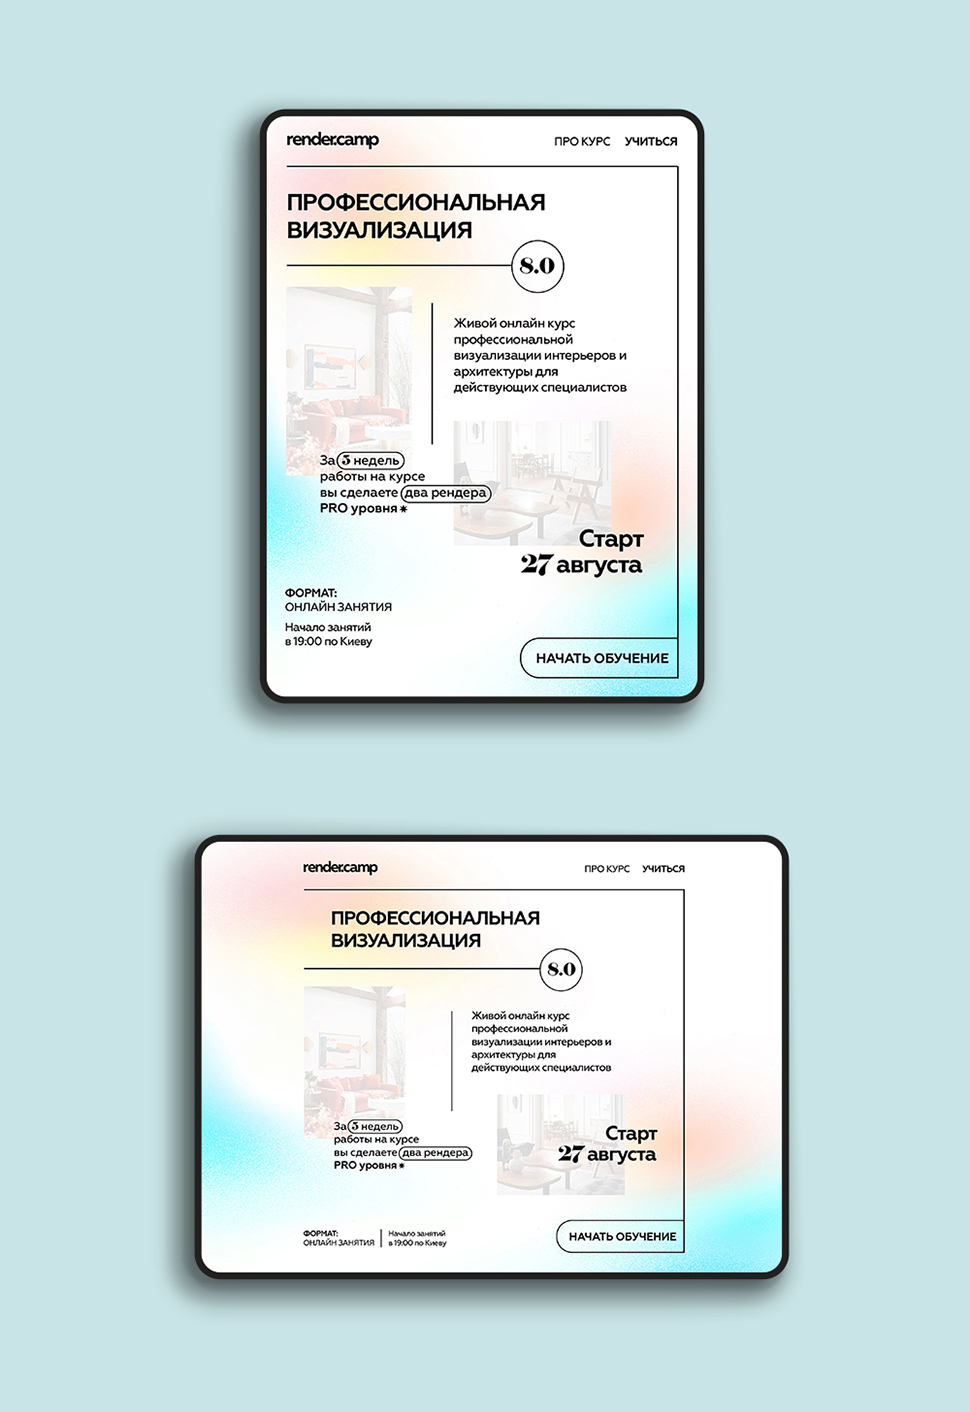 render.camp
ПРО КУРС УЧИТЬСЯ
ПРОФЕССИОНАЛЬНАЯ
ВИЗУАЛИЗАЦИЯ
8.0
Живой онлайн курс
профессиональной
визуализации интерьеров и
архитектуры для
действующих специалистов
За 5 недель
работы на курсе
вы сделаете два рендера
PRO уровня
Старт
27 августа
ФОРМАТ:
ОНЛАЙН ЗАНЯТИЯ
Начало занятий
в 19:00 по Киеву
НАЧАТЬ ОБУЧЕНИЕ
render.camp
ПРО КУРС УЧИТЬСЯ
ПРОФЕССИОНАЛЬНАЯ
ВИЗУАЛИЗАЦИЯ
8.0
Живой онлайн курс
профессиональной
визуализации интерьеров и
архитектуры для
действующих специалистов
За 5 недель
работы на курсе
вы сделаете два рендера
PRO уровня
Старт
27 августа
ФОРМАТ:
ОНЛАЙН ЗАНЯТИЯ
Начало занятий
в 19:00 по Киеву
НАЧАТЬ ОБУЧЕНИЕ